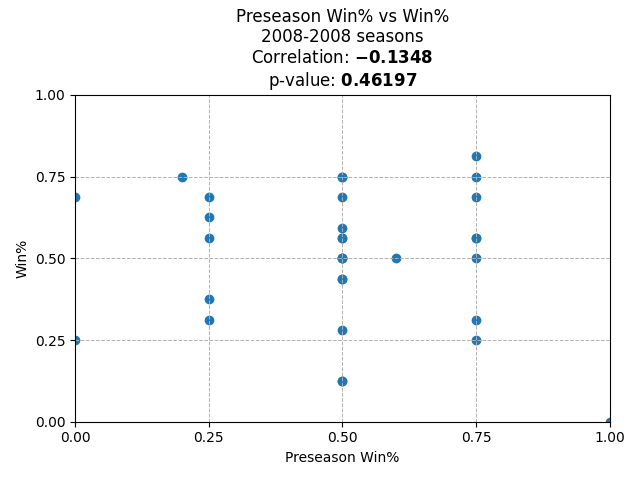 Preseason Win% vs Win%
2008-2008 seasons
Correlation: −0.1348
p-value: 0.46197
1.00
0.75
0.50
0.25
0.00
Win%
0.00 0.25 0.50 0.75 1.00
Preseason Win%